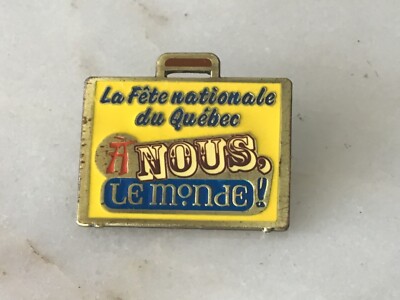 La Fête nationale
du Québec
À NOUS,
LE MONDE!